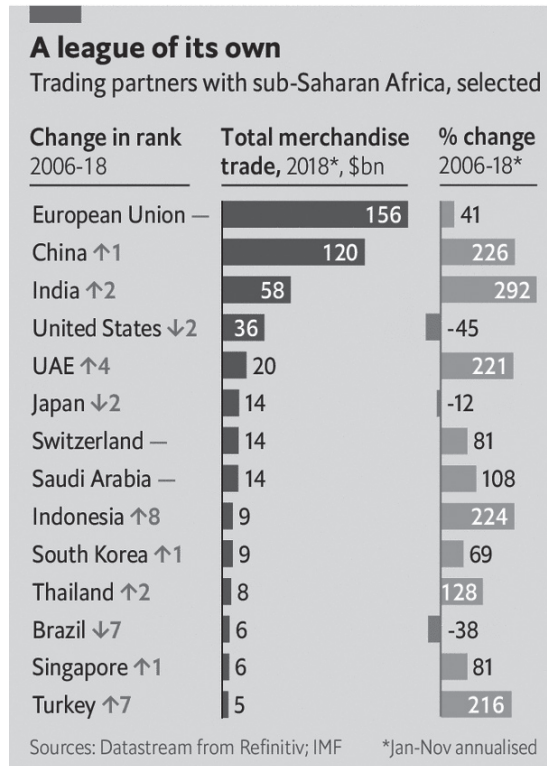 A league of its own
Trading partners with sub-Saharan Africa, selected
Change in rank Total merchandise % change
2006-18 trade, 2018*, $bn 2006-18*
European Union — 156 41
China ↑1 120 226
India ↑2 58 292
United States ↓2 36 -45
UAE ↑4 20 221
Japan ↓2 14 -12
Switzerland — 14 81
Saudi Arabia — 14 108
Indonesia ↑8 9 224
South Korea ↑1 9 69
Thailand ↑2 8 128
Brazil ↓7 6 -38
Singapore ↑1 6 81
Turkey ↑7 5 216
Sources: Datastream from Refinitiv; IMF *Jan-Nov annualised